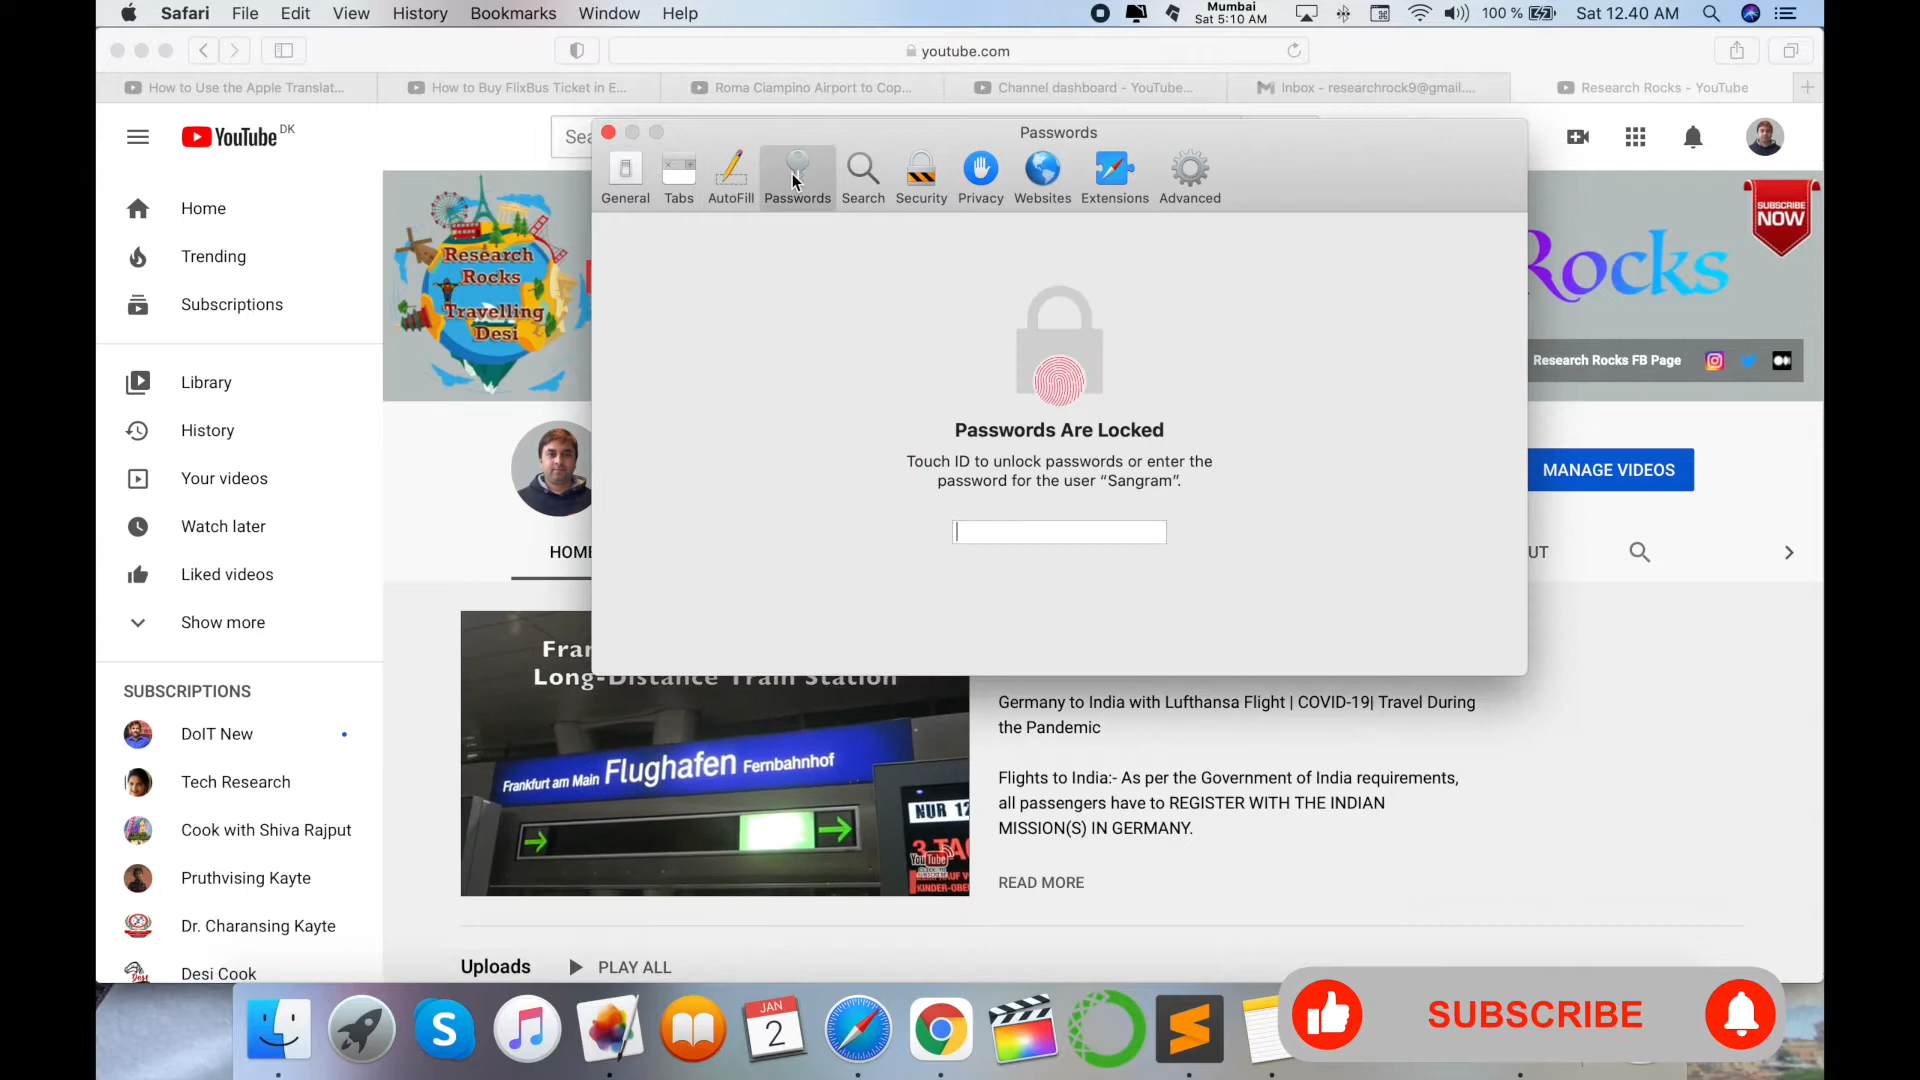 Safari File Edit View History Bookmarks Window Help
Mumbai
Sat 5:10 AM
100 % Sat 12.40 AM
youtube.com
How to Use the Apple Translat...
How to Buy FlixBus Ticket in E...
Roma Ciampino Airport to Cop...
Channel dashboard - YouTube...
Inbox - researchrock9@gmail....
Research Rocks - YouTube
YouTube DK
Passwords
General Tabs AutoFill Passwords Search Security Privacy Websites Extensions Advanced
Home
Trending
Subscriptions
Library
History
Your videos
Watch later
Liked videos
Show more
SUBSCRIPTIONS
DoIT New
Tech Research
Cook with Shiva Rajput
Pruthvising Kayte
Dr. Charansing Kayte
Desi Cook
Research
Rocks
Travelling
Desi
SUBSCRIBE
NOW
Rocks
Research Rocks FB Page
Passwords Are Locked
Touch ID to unlock passwords or enter the
password for the user “Sangram”.
MANAGE VIDEOS
Long-Distance Train Station
Frankfurt am Main Flughafen Fernbahnhof
Germany to India with Lufthansa Flight | COVID-19| Travel During
the Pandemic
Flights to India:- As per the Government of India requirements,
all passengers have to REGISTER WITH THE INDIAN
MISSION(S) IN GERMANY.
READ MORE
Uploads PLAY ALL
JAN
2
SUBSCRIBE